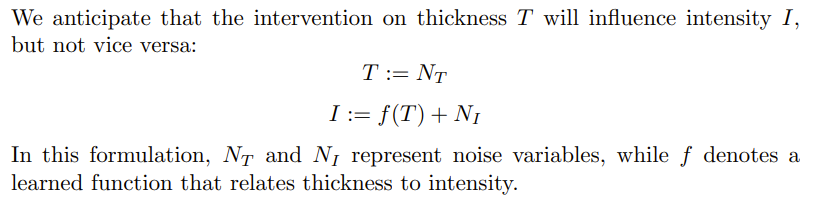 We anticipate that the intervention on thickness T will influence intensity I,
but not vice versa:
T := N_T
I := f(T) + N_I
In this formulation, N_T and N_I represent noise variables, while f denotes a
learned function that relates thickness to intensity.